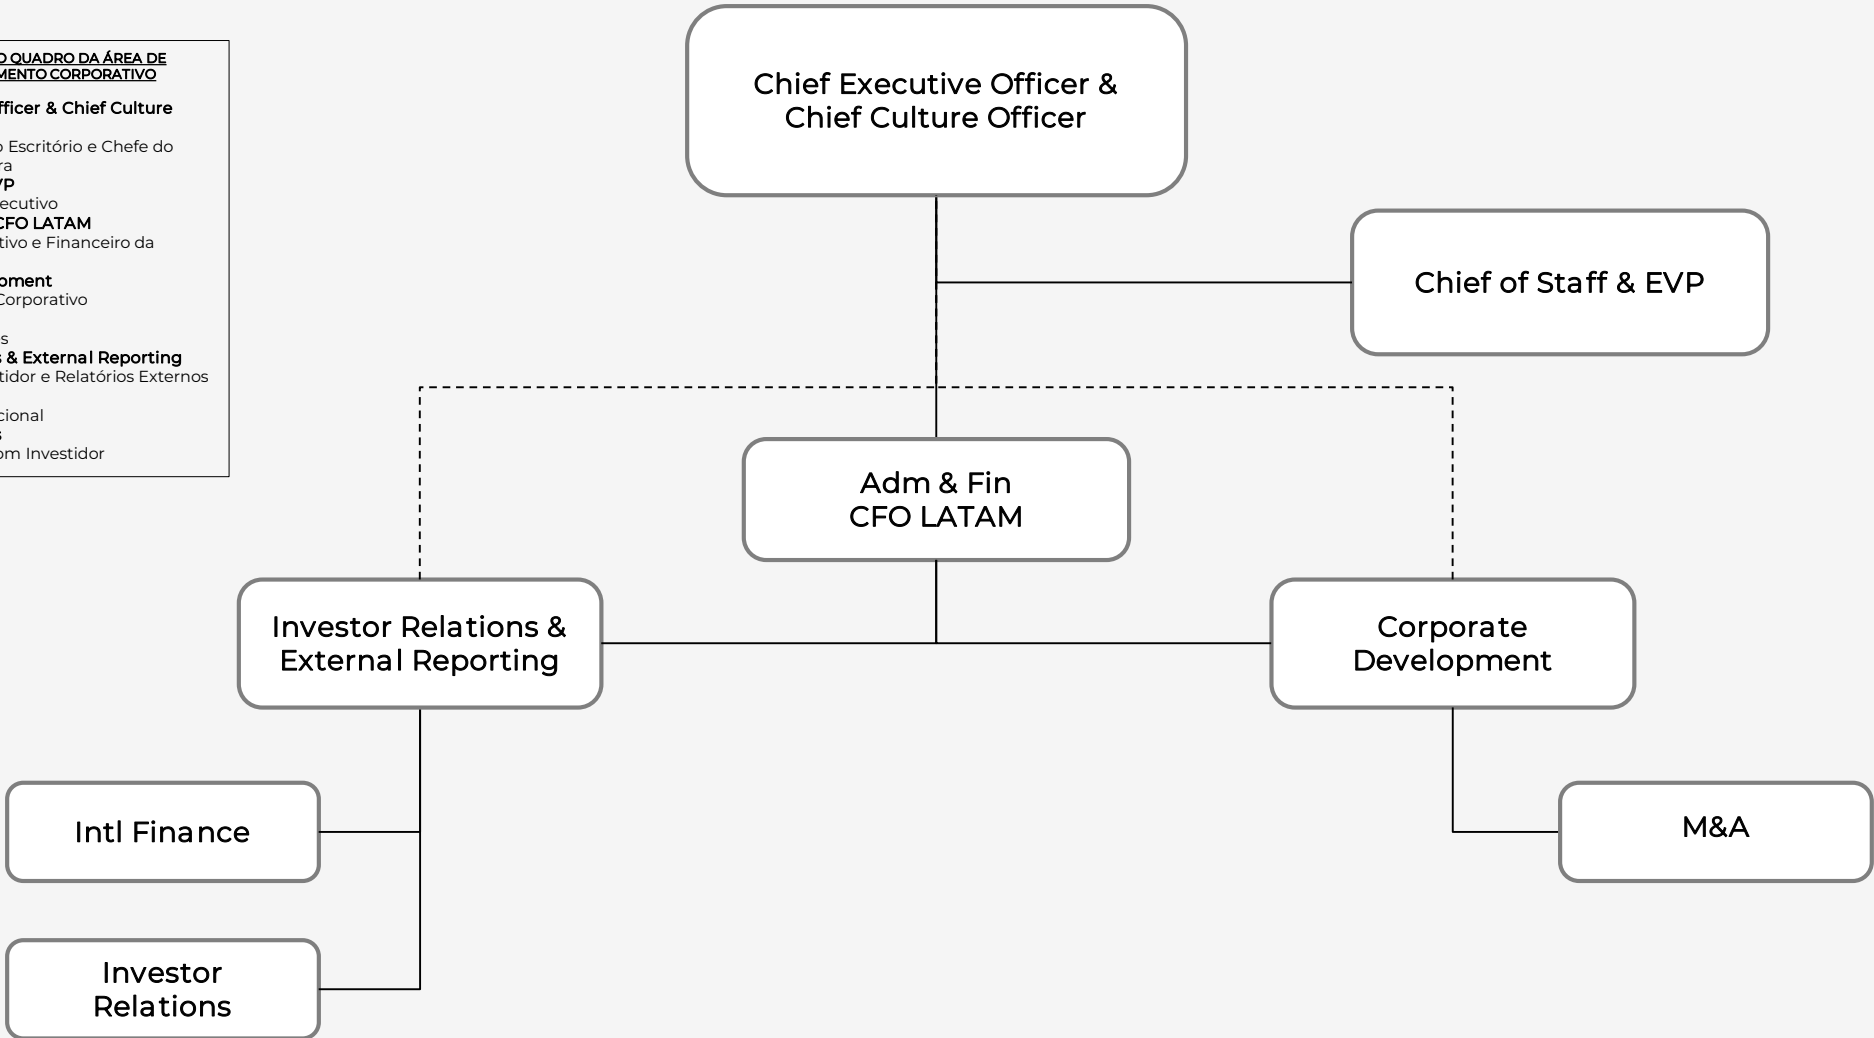 O QUADRO DA ÁREA DE
MENTO CORPORATIVO
fficer & Chief Culture
o Escritório e Chefe do
ra
VP
ecutivo
CFO LATAM
tivo e Financeiro da
pment
Corporativo
s
s & External Reporting
tidor e Relatórios Externos
cional
s
om Investidor
Chief Executive Officer &
Chief Culture Officer
Chief of Staff & EVP
Adm & Fin
CFO LATAM
Investor Relations &
External Reporting
Corporate
Development
Intl Finance
M&A
Investor
Relations